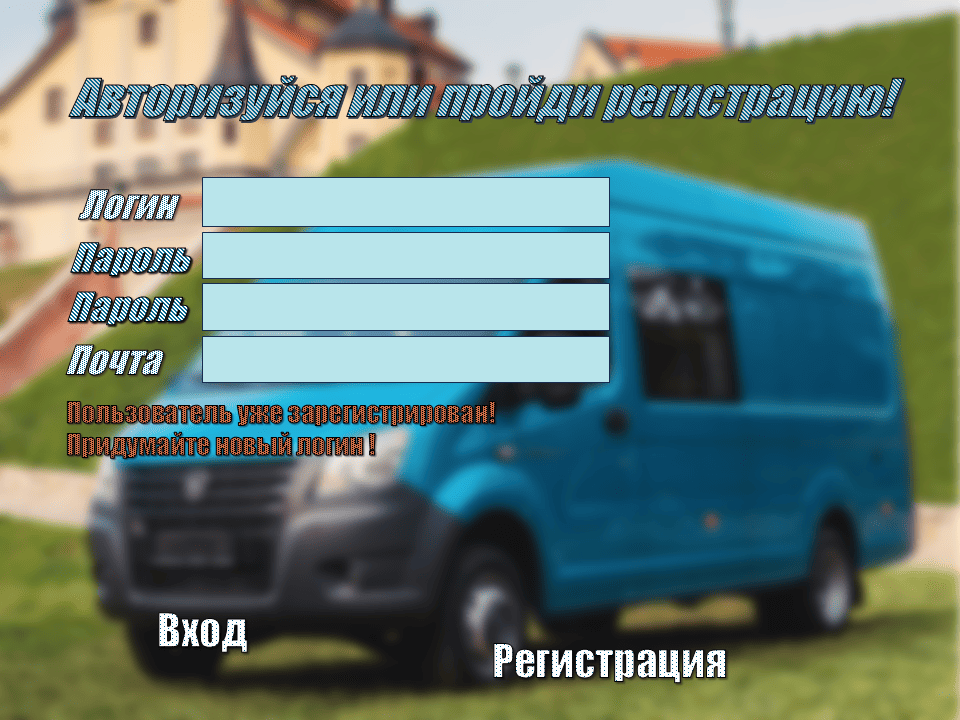 Авторизуйся или пройди регистрацию!
Логин
Пароль
Пароль
Почта
Пользователь уже зарегистрирован!
Придумайте новый логин !
Вход
Регистрация